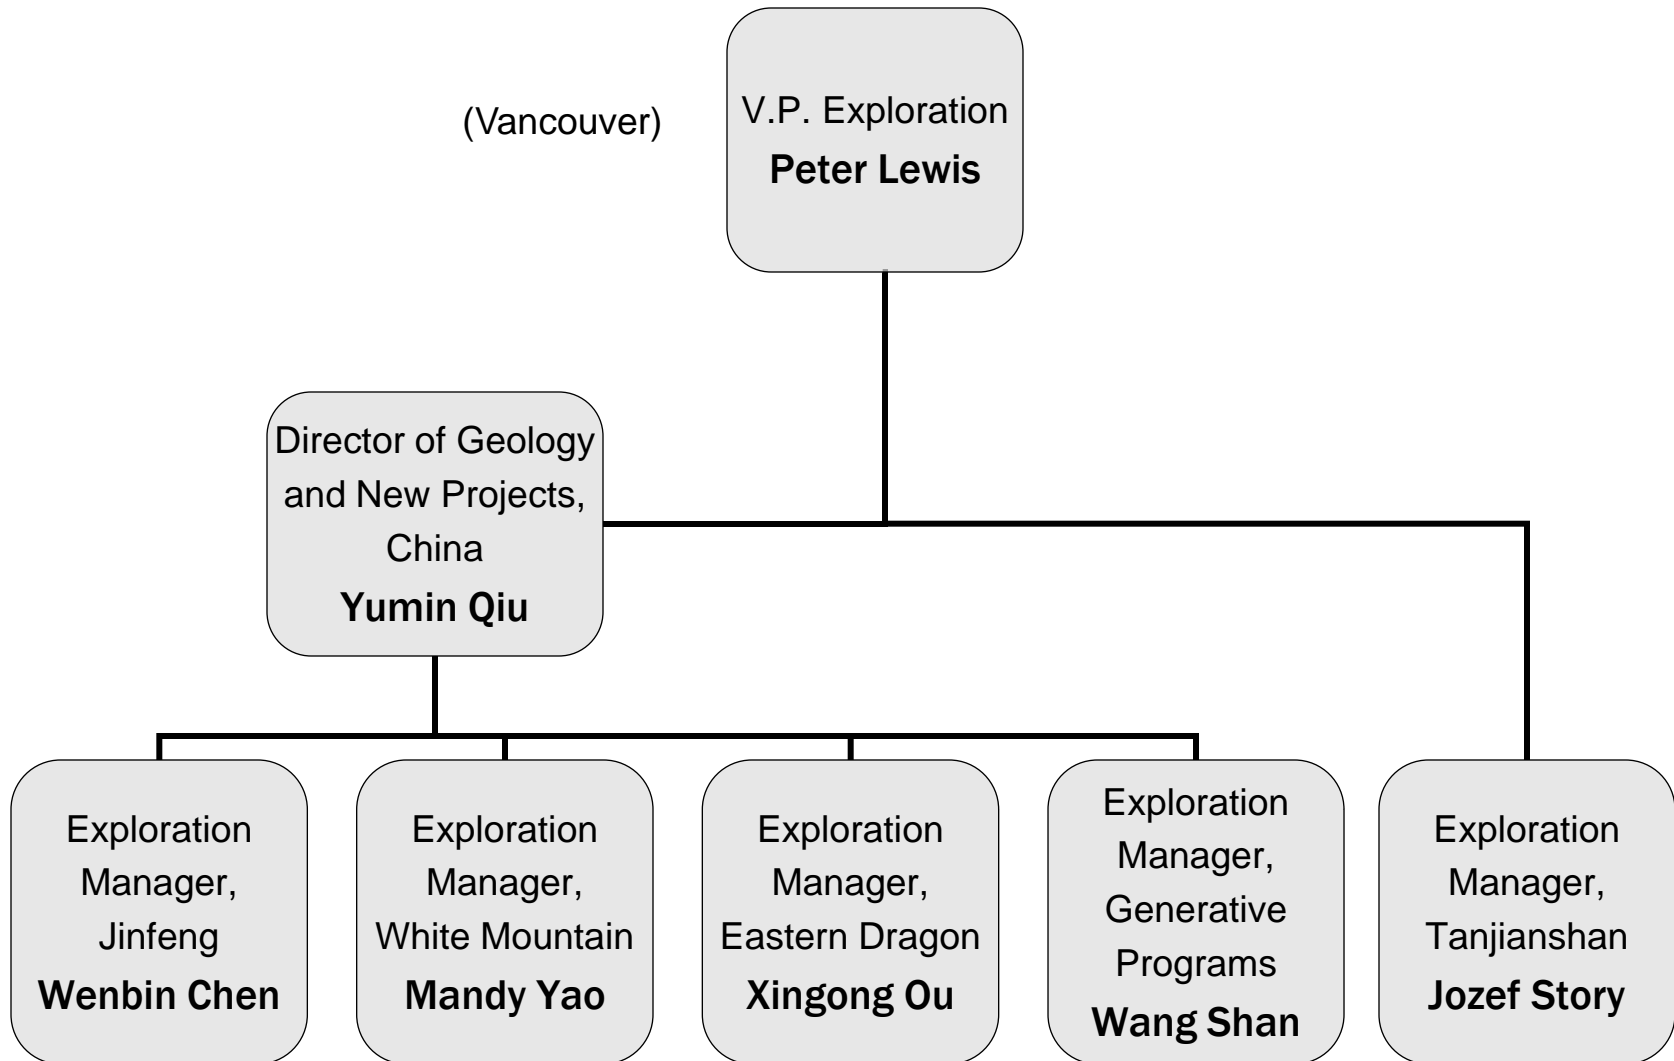 (Vancouver)
V.P. Exploration
Peter Lewis
Director of Geology
and New Projects,
China
Yumin Qiu
Exploration
Manager,
Jinfeng
Wenbin Chen
Exploration
Manager,
White Mountain
Mandy Yao
Exploration
Manager,
Eastern Dragon
Xingong Ou
Exploration
Manager,
Generative
Programs
Wang Shan
Exploration
Manager,
Tanjianshan
Jozef Story